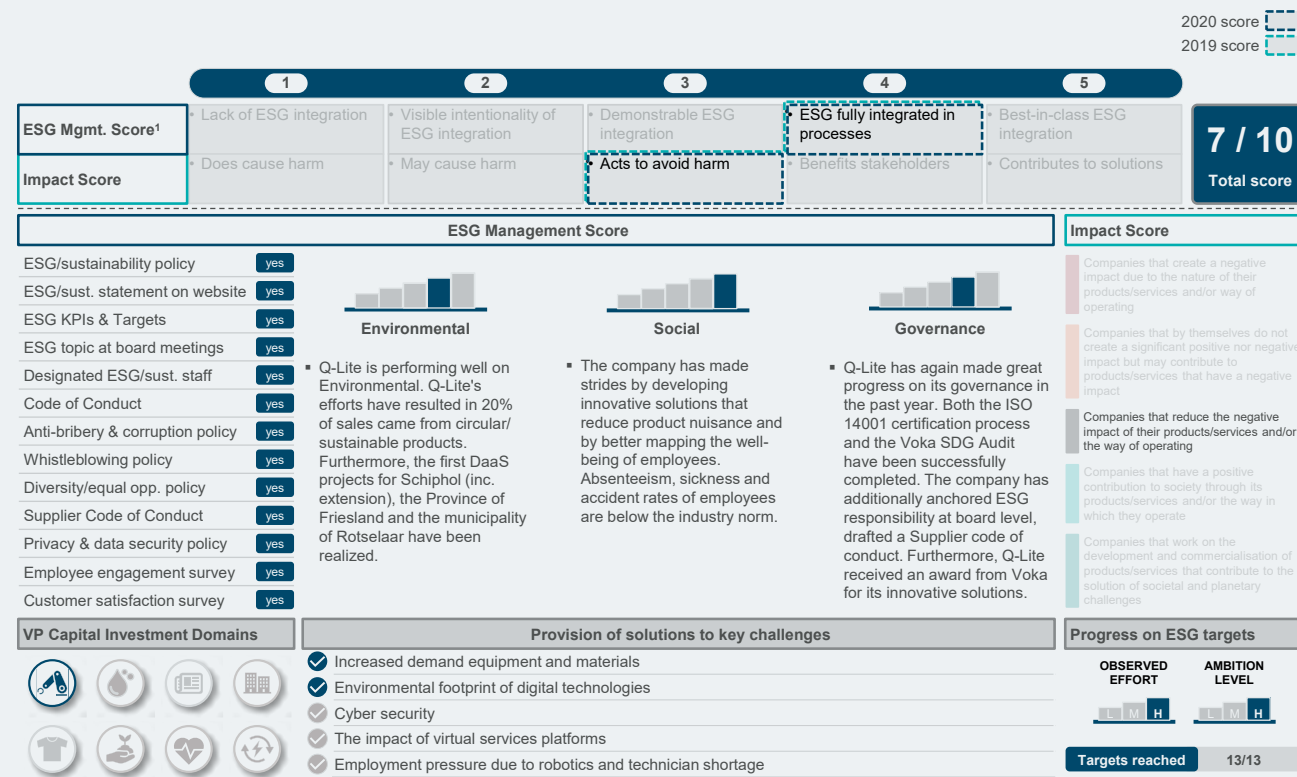 2020 score
2019 score
1 2 3 4 5
ESG Mgmt. Score¹
• Lack of ESG integration
• Visible intentionality of
ESG integration
• Demonstrable ESG
integration
• ESG fully integrated in
processes
• Best-in-class ESG
integration
Impact Score
• Does cause harm
• May cause harm
• Acts to avoid harm
• Benefits stakeholders
• Contributes to solutions
7 / 10
Total score
ESG Management Score
ESG/sustainability policy yes
ESG/sust. statement on website yes
ESG KPIs & Targets yes
ESG topic at board meetings yes
Designated ESG/sust. staff yes
Code of Conduct yes
Anti-bribery & corruption policy yes
Whistleblowing policy yes
Diversity/equal opp. policy yes
Supplier Code of Conduct yes
Privacy & data security policy yes
Employee engagement survey yes
Customer satisfaction survey yes
Environmental
▪ Q-Lite is performing well on
Environmental. Q-Lite's
efforts have resulted in 20%
of sales came from circular/
sustainable products.
Furthermore, the first DaaS
projects for Schiphol (inc.
extension), the Province of
Friesland and the municipality
of Rotselaar have been
realized.
Social
▪ The company has made
strides by developing
innovative solutions that
reduce product nuisance and
by better mapping the well-
being of employees.
Absenteeism, sickness and
accident rates of employees
are below the industry norm.
Governance
▪ Q-Lite has again made great
progress on its governance in
the past year. Both the ISO
14001 certification process
and the Voka SDG Audit
have been successfully
completed. The company has
additionally anchored ESG
responsibility at board level,
drafted a Supplier code of
conduct. Furthermore, Q-Lite
received an award from Voka
for its innovative solutions.
Impact Score
Companies that create a negative
impact due to the nature of their
products/services and/or way of
operating
Companies that by themselves do not
create a significant positive nor negative
impact but may contribute to
products/services that have a negative
impact
Companies that reduce the negative
impact of their products/services and/or
the way of operating
Companies that have a positive
contribution to society through its
products/services and/or the way in
which they operate
Companies that work on the
development and commercialisation of
products/services that contribute to the
solution of societal and planetary
challenges
VP Capital Investment Domains
Provision of solutions to key challenges
Increased demand equipment and materials
Environmental footprint of digital technologies
Cyber security
The impact of virtual services platforms
Employment pressure due to robotics and technician shortage
Progress on ESG targets
OBSERVED
EFFORT
L M H
AMBITION
LEVEL
L M H
Targets reached 13/13